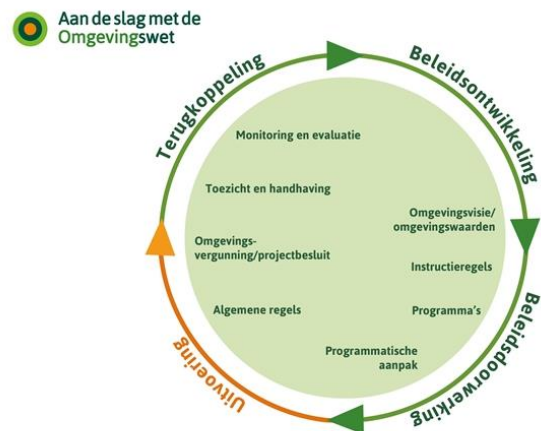 Aan de slag met de
Omgevingswet
Terugkoppeling
Beleidsontwikkeling
Monitoring en evaluatie
Toezicht en handhaving
Omgevingsvisie/
omgevingswaarden
Omgevings-
vergunning/projectbesluit
Instructieregels
Algemene regels
Programma's
Programmatische
aanpak
Uitvoering
Beleidsdoorwerking